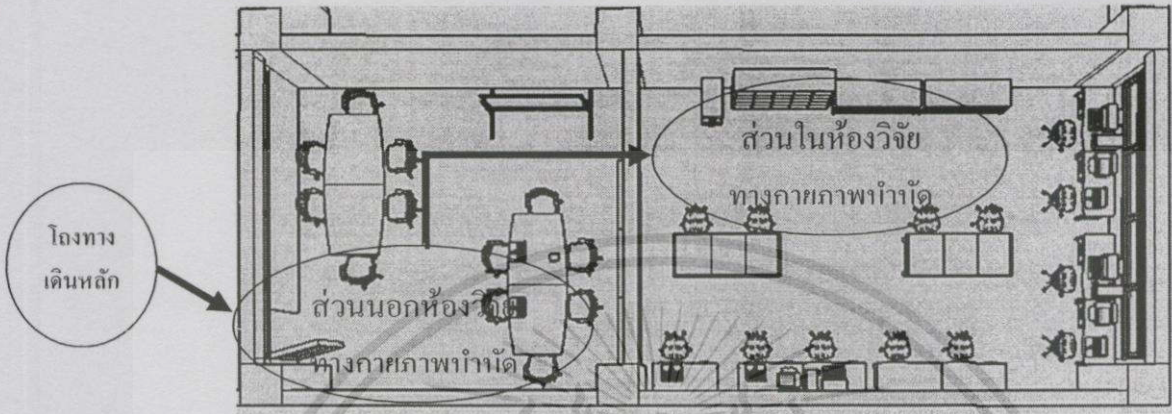 โถงทาง
เดินหลัก
ส่วนนอกห้องวิจัย
ทางกายภาพบำบัด
ส่วนในห้องวิจัย
ทางกายภาพบำบัด